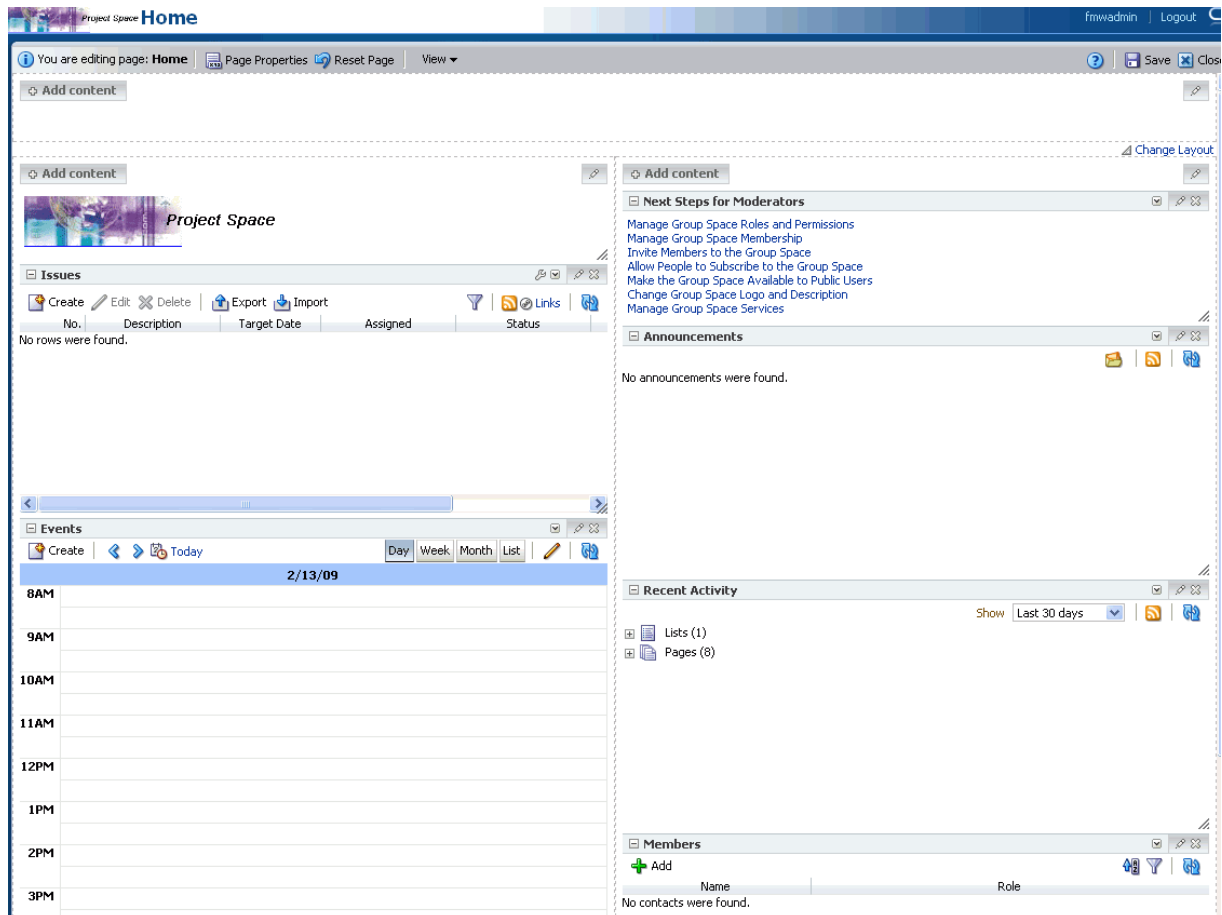 Project Space Home
fmwadmin | Logout
You are editing page: Home
Page Properties
Reset Page
View
Save
Close
Add content
Change Layout
Add content
Project Space
Issues
Create
Edit
Delete
Export
Import
Links
No. Description Target Date Assigned Status
No rows were found.
Events
Create
Today
Day Week Month List
2/13/09
8AM
9AM
10AM
11AM
12PM
1PM
2PM
3PM
Add content
Next Steps for Moderators
Manage Group Space Roles and Permissions
Manage Group Space Membership
Invite Members to the Group Space
Allow People to Subscribe to the Group Space
Make the Group Space Available to Public Users
Change Group Space Logo and Description
Manage Group Space Services
Announcements
No announcements were found.
Recent Activity
Show Last 30 days
Lists (1)
Pages (8)
Members
Add
Name Role
No contacts were found.